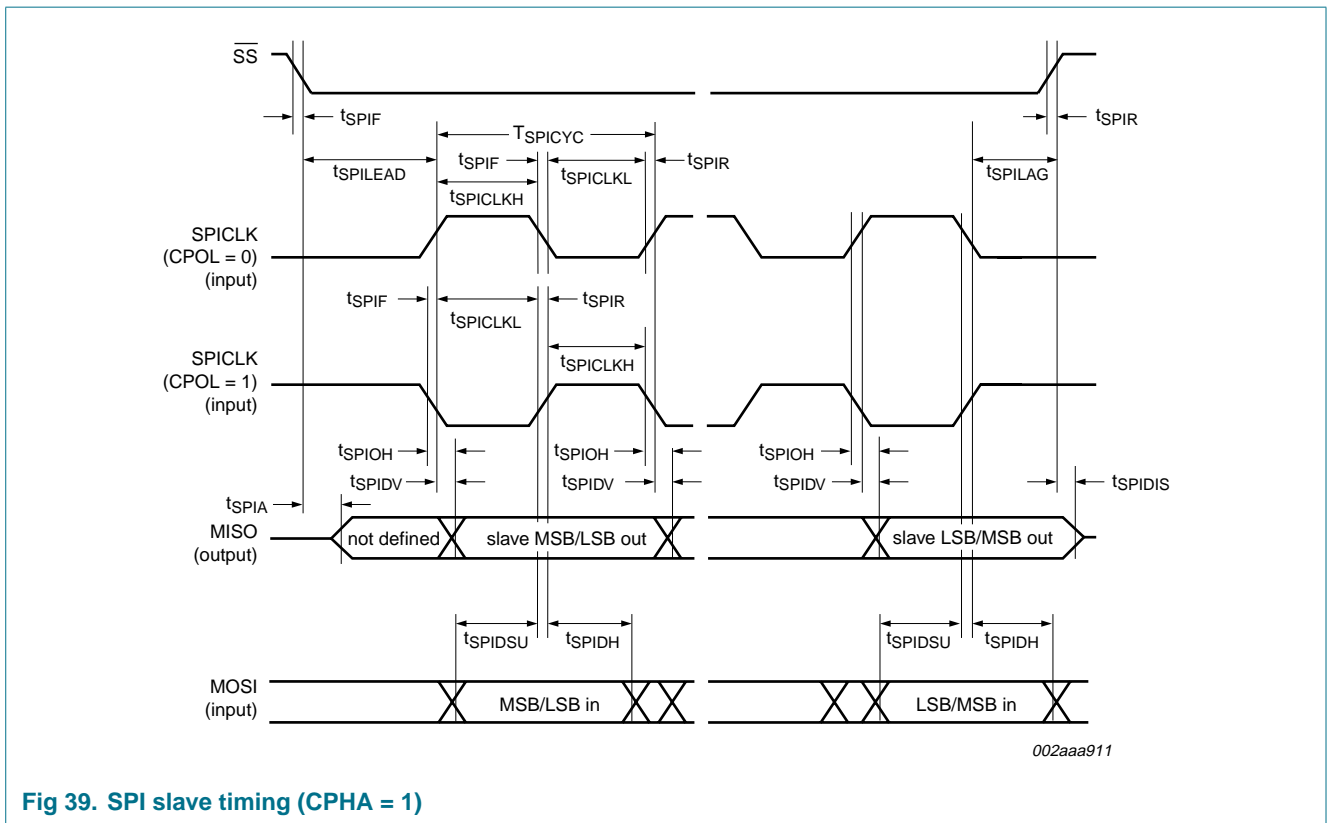 SS
tSPIF
TSPICYC
tSPIR
tSPILEAD
tSPIF
tSPICLKL
tSPIR
tSPILAG
tSPICLKH
SPICLK
(CPOL = 0)
(input)
tSPIF
tSPICLKL
tSPIR
tSPICLKH
SPICLK
(CPOL = 1)
(input)
tSPIOH
tSPIOH
tSPIOH
tSPIDV
tSPIDV
tSPIDV
tSPIDIS
tSPIA
MISO
(output)
not defined
slave MSB/LSB out
slave LSB/MSB out
tSPIDSU
tSPIDH
tSPIDSU
tSPIDH
MOSI
(input)
MSB/LSB in
LSB/MSB in
002aaa911
Fig 39. SPI slave timing (CPHA = 1)